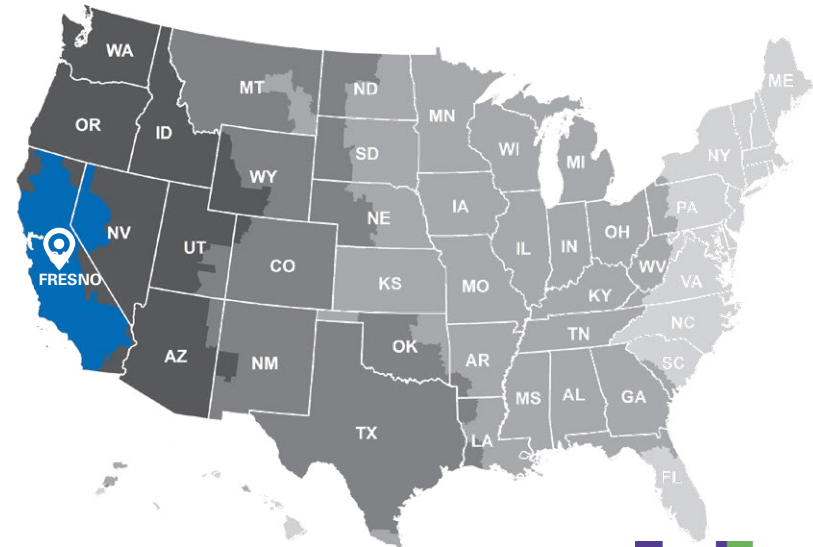 WA
ME
MT
ND
MN
OR
ID
WI
SD
MI
NY
WY
IA
NE
PA
NV
OH
UT
IL
IN
CO
WV
FRESNO
KS
MO
VA
KY
NC
TN
OK
AZ
AR
NM
SC
MS
AL
GA
TX
LA
FL